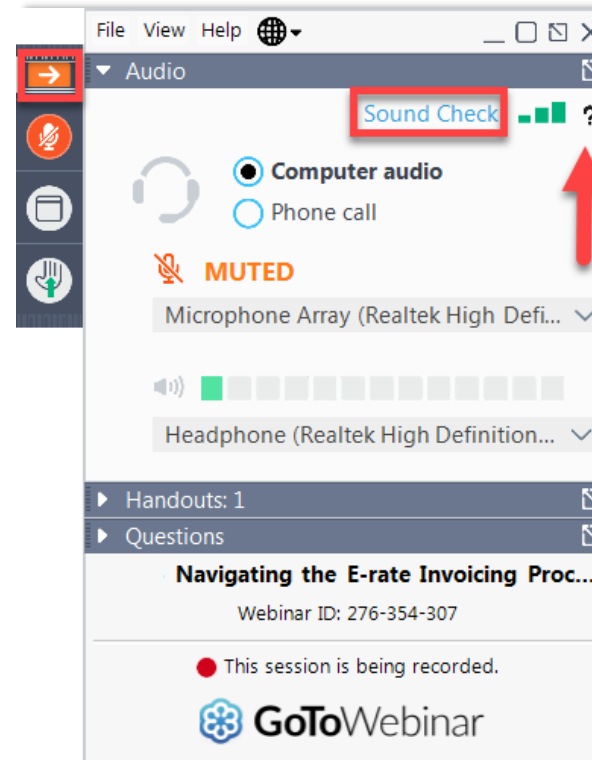 File View Help
Audio
Sound Check ?
Computer audio
Phone call
MUTED
Microphone Array (Realtek High Defi...
Headphone (Realtek High Definition...
Handouts: 1
Questions
Navigating the E-rate Invoicing Proc...
Webinar ID: 276-354-307
This session is being recorded.
GoToWebinar